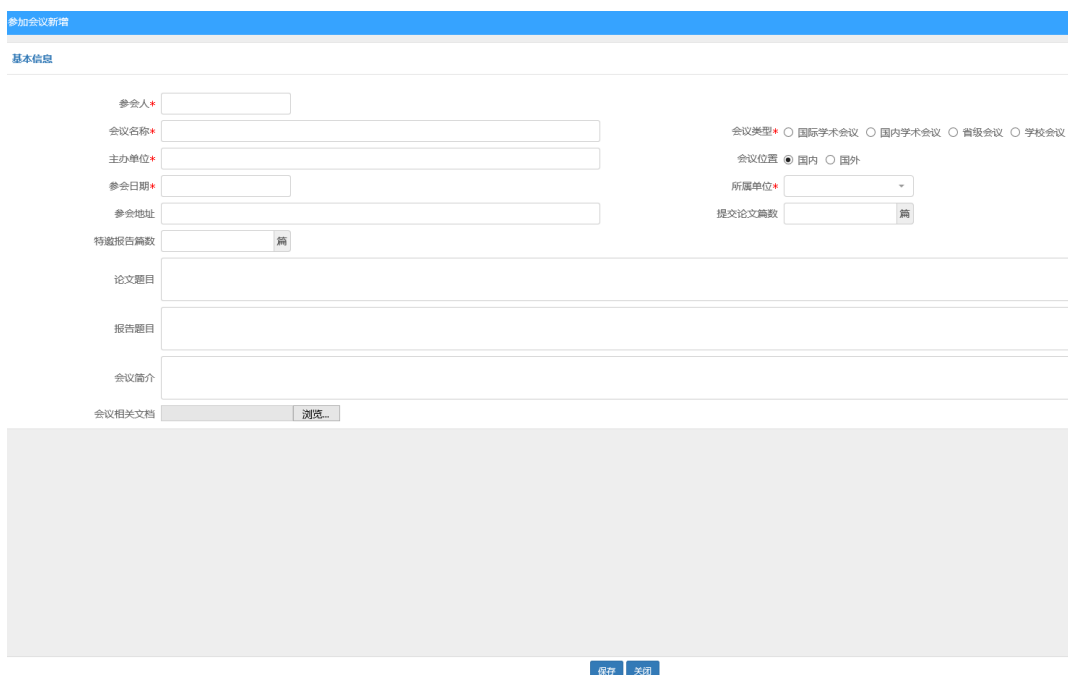 参加会议新增
基本信息
参会人*
会议名称* 会议类型* 国际学术会议 国内学术会议 省级会议 学校会议
主办单位* 会议位置 国内 国外
参会日期* 所属单位*
参会地址 提交论文篇数 篇
特邀报告篇数 篇
论文题目
报告题目
会议简介
会议相关文档 浏览...
保存 关闭